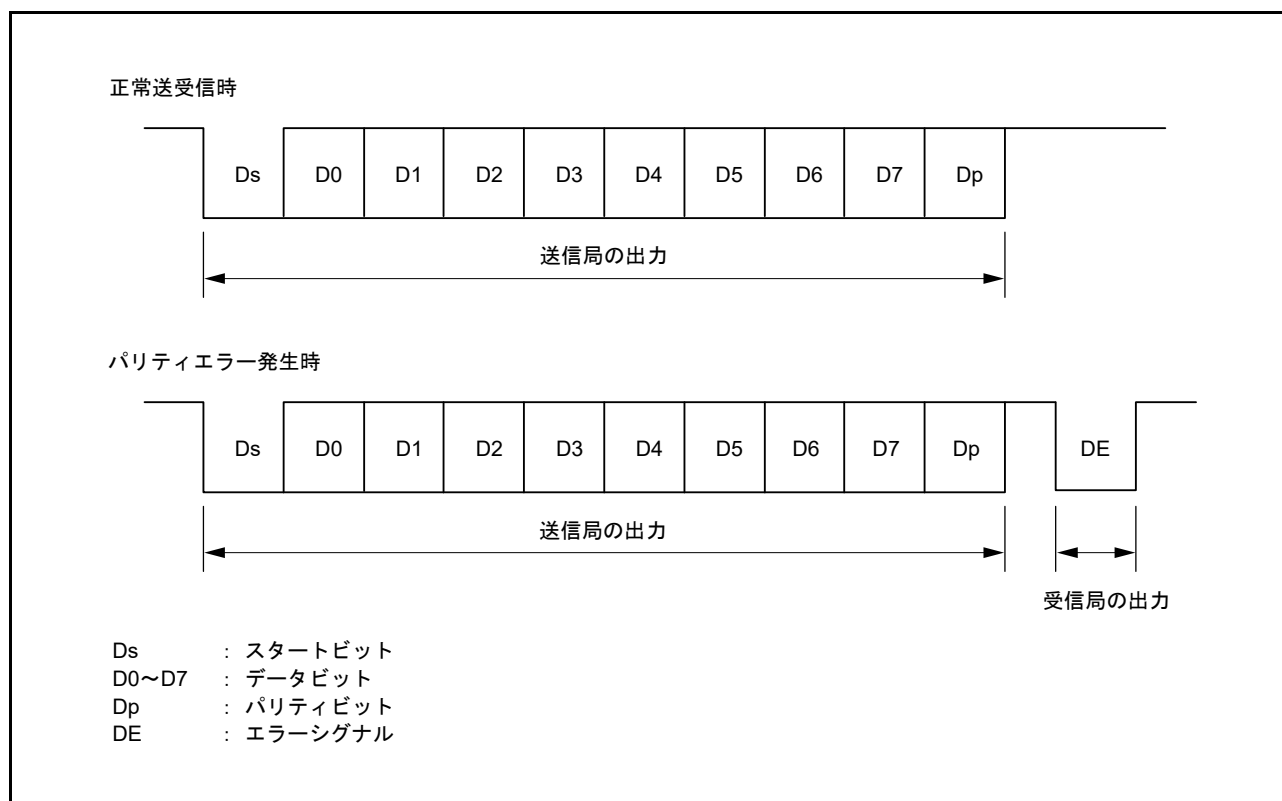 正常送受信時
Ds D0 D1 D2 D3 D4 D5 D6 D7 Dp
送信局の出力
パリティエラー発生時
Ds D0 D1 D2 D3 D4 D5 D6 D7 Dp DE
送信局の出力
受信局の出力
Ds : スタートビット
D0～D7 : データビット
Dp : パリティビット
DE : エラーシグナル